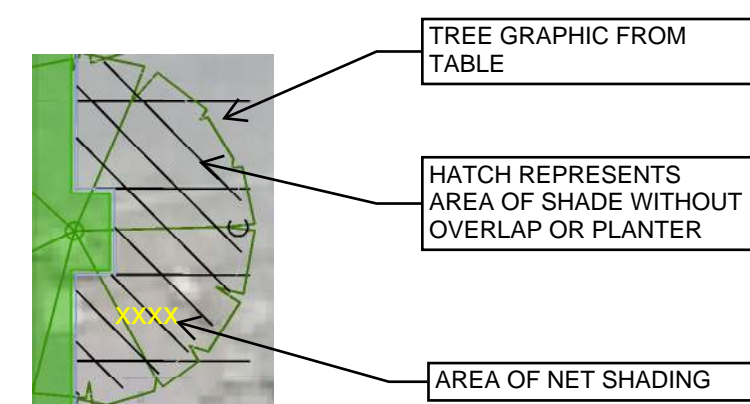 TREE GRAPHIC FROM
TABLE
HATCH REPRESENTS
AREA OF SHADE WITHOUT
OVERLAP OR PLANTER
C
XXXX
AREA OF NET SHADING